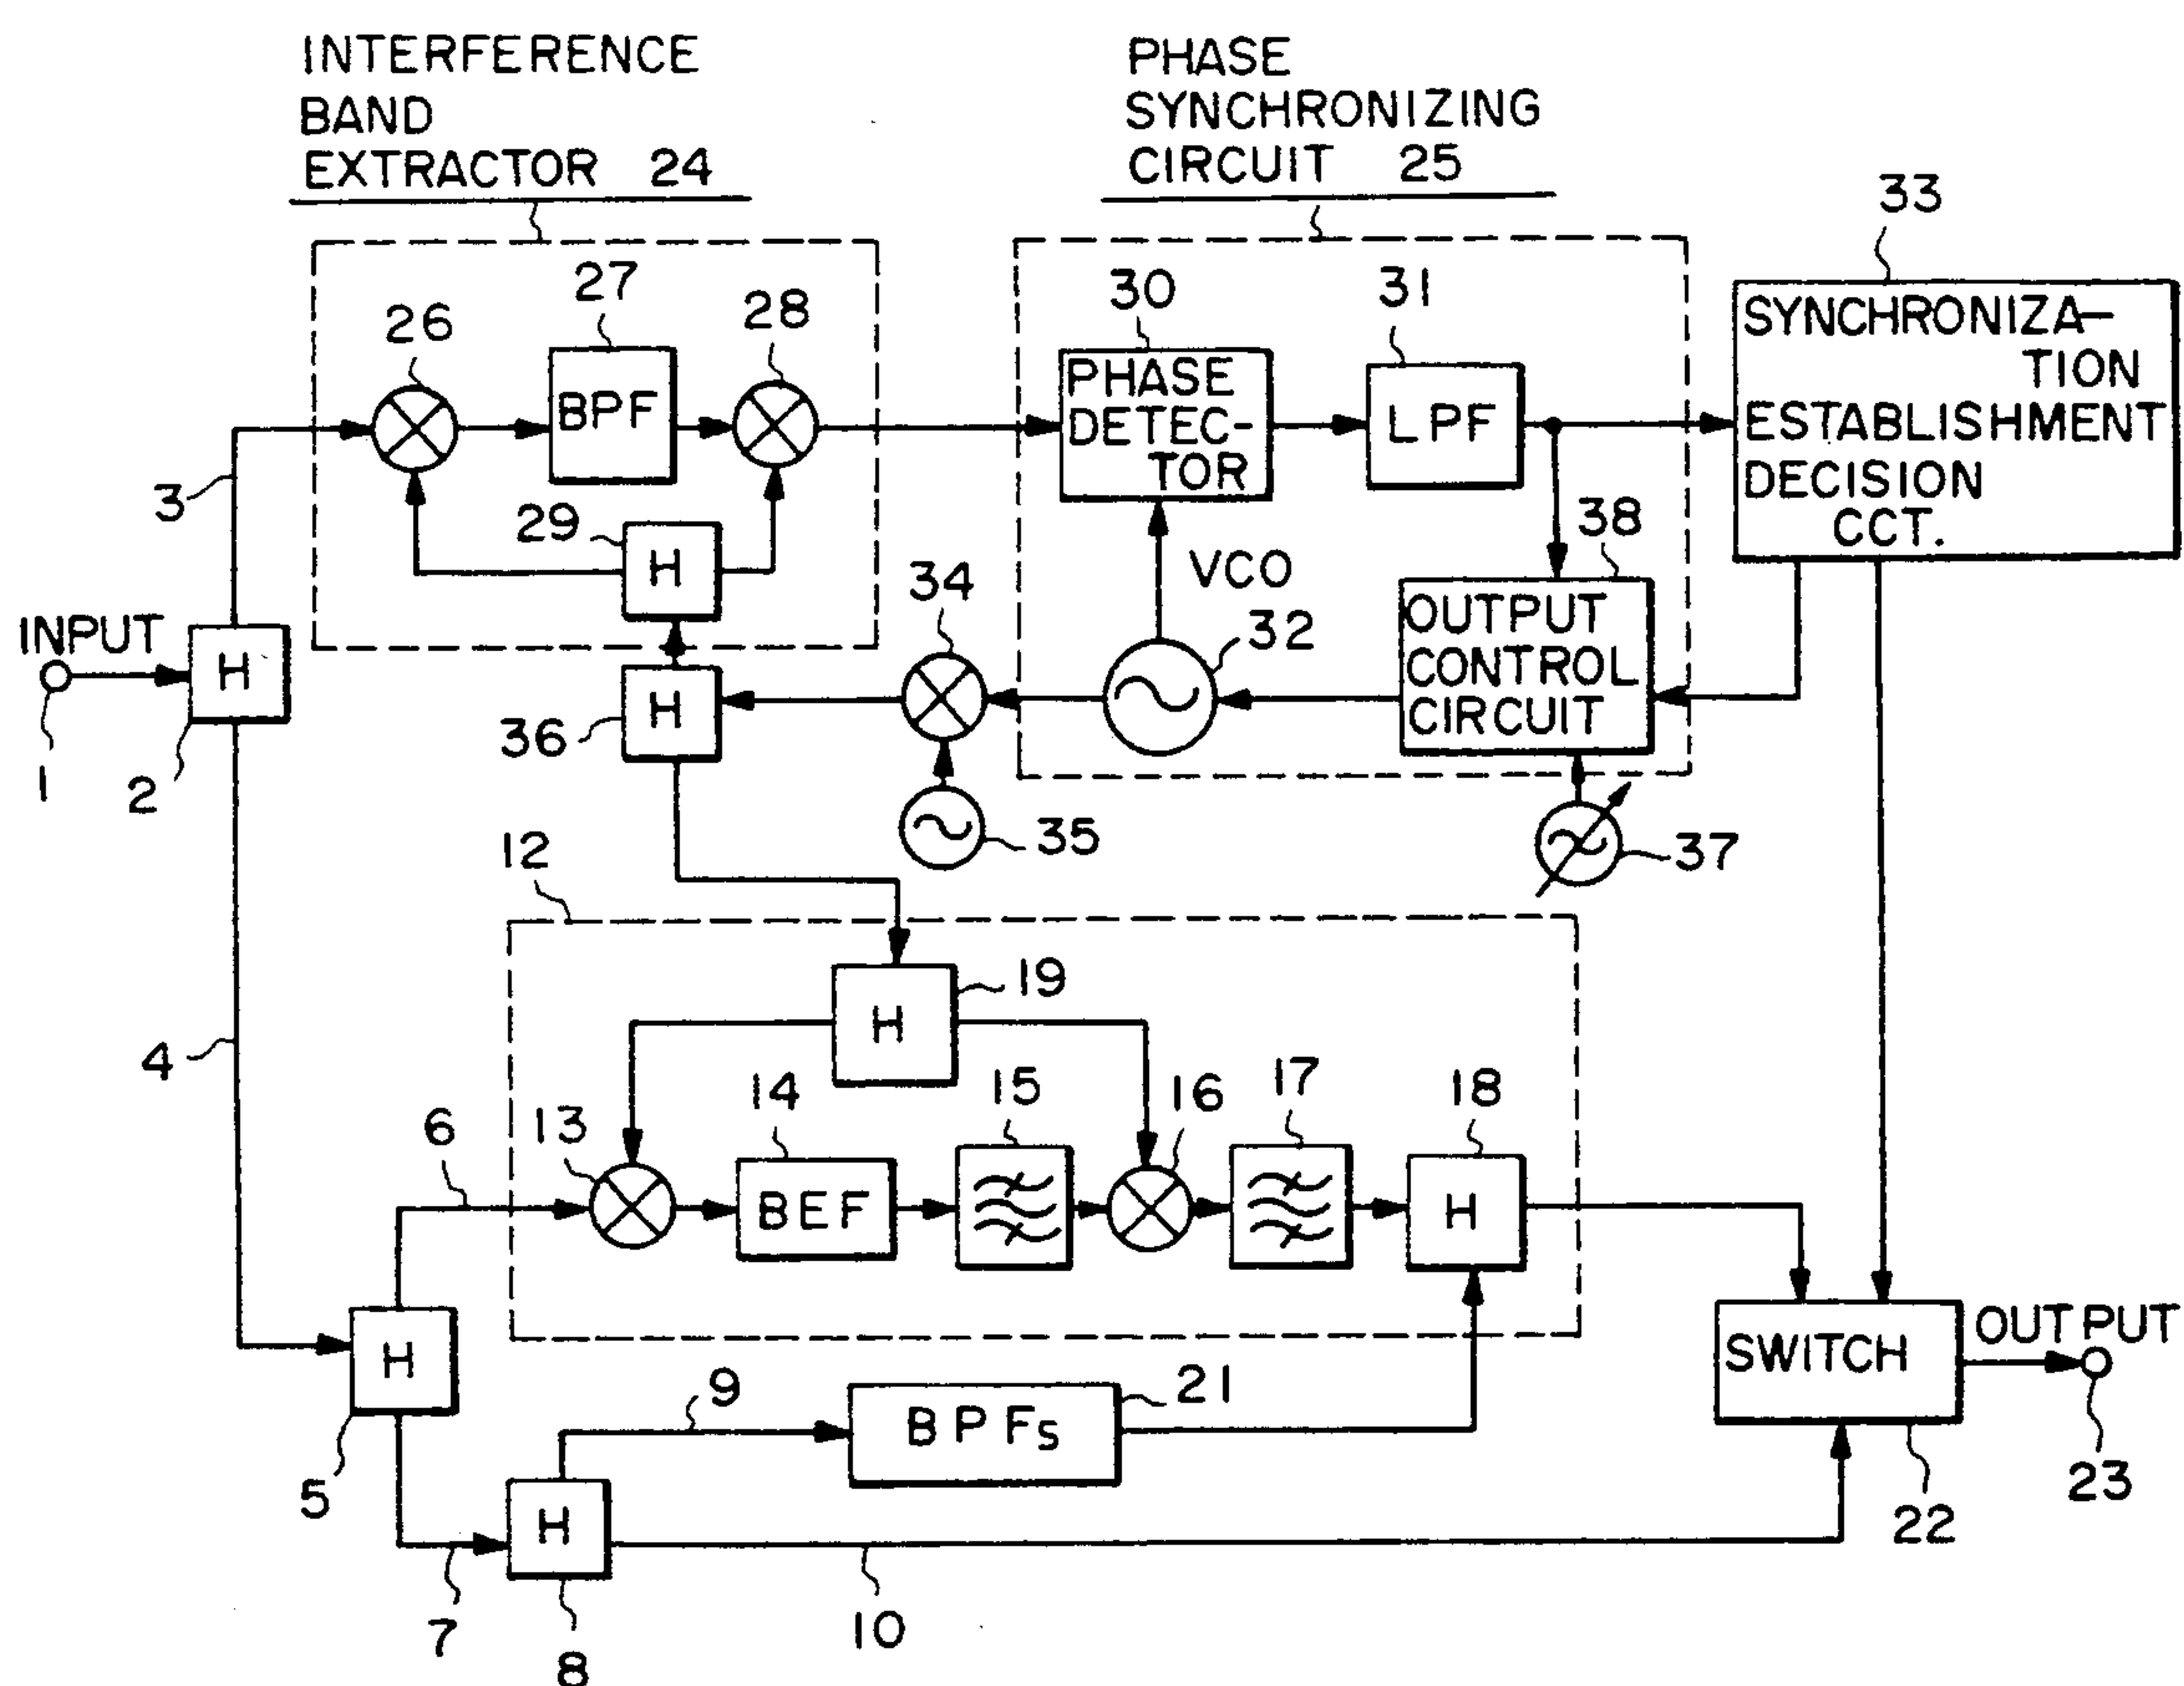 INTERFERENCE
BAND
EXTRACTOR 24
PHASE
SYNCHRONIZING
CIRCUIT 25
33
26
27
28
30
31
BPF
PHASE
DETEC-
TOR
LPF
SYNCHRONIZA-
TION
ESTABLISHMENT
DECISION
CCT.
3
29
H
38
INPUT
H
1
2
34
VCO
32
OUTPUT
CONTROL
CIRCUIT
36
H
35
37
12
19
H
4
6
13
14
15
16
17
18
BEF
H
5
H
9
21
BPFs
SWITCH
OUTPUT
23
22
7
H
8
10